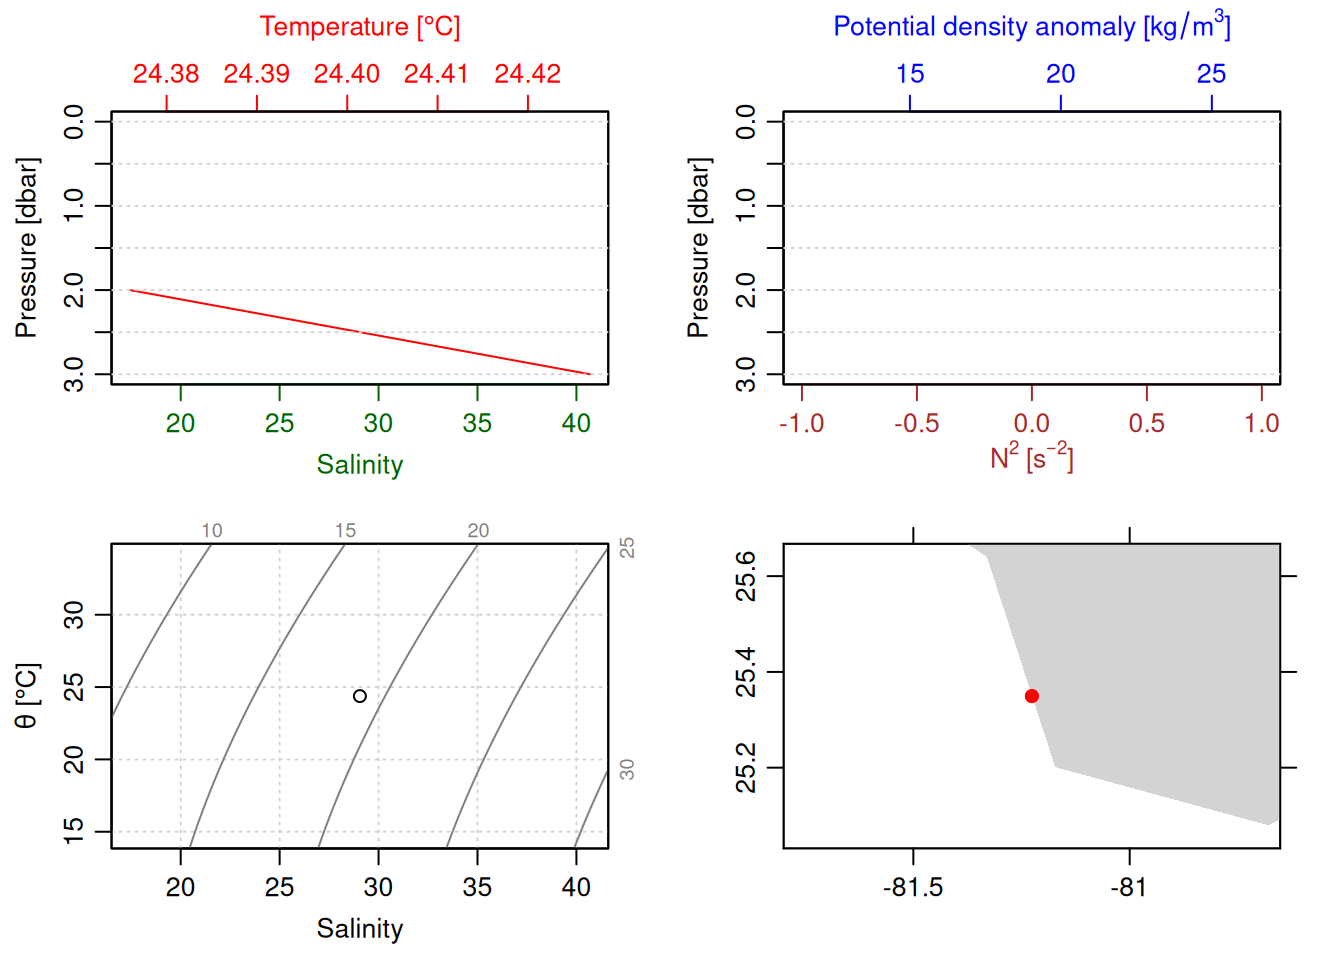 Temperature [°C]
24.38 24.39 24.40 24.41 24.42
Pressure [dbar]
0.0
1.0
2.0
3.0
20 25 30 35 40
Salinity
Potential density anomaly [kg/m³]
15 20 25
Pressure [dbar]
0.0
1.0
2.0
3.0
-1.0 -0.5 0.0 0.5 1.0
N² [s⁻²]
10 15 20
25
30
θ [°C]
30
25
20
15
20 25 30 35 40
Salinity
25.6
25.4
25.2
-81.5 -81